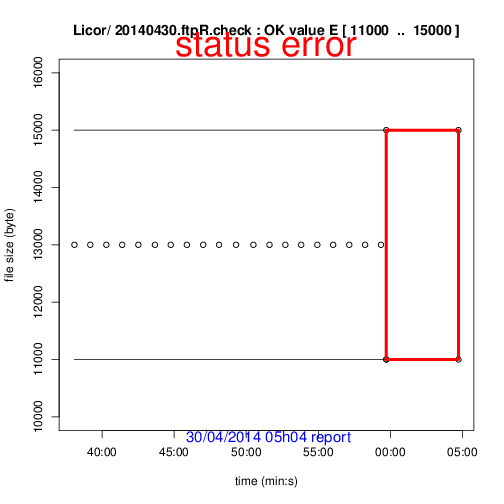 Licor/ 20140430.ftpR.check : OK value E [ 11000 .. 15000 ]
status error
file size (byte)
16000
15000
14000
13000
12000
11000
10000
30/04/2014 05h04 report
40:00 45:00 50:00 55:00 00:00 05:00
time (min:s)